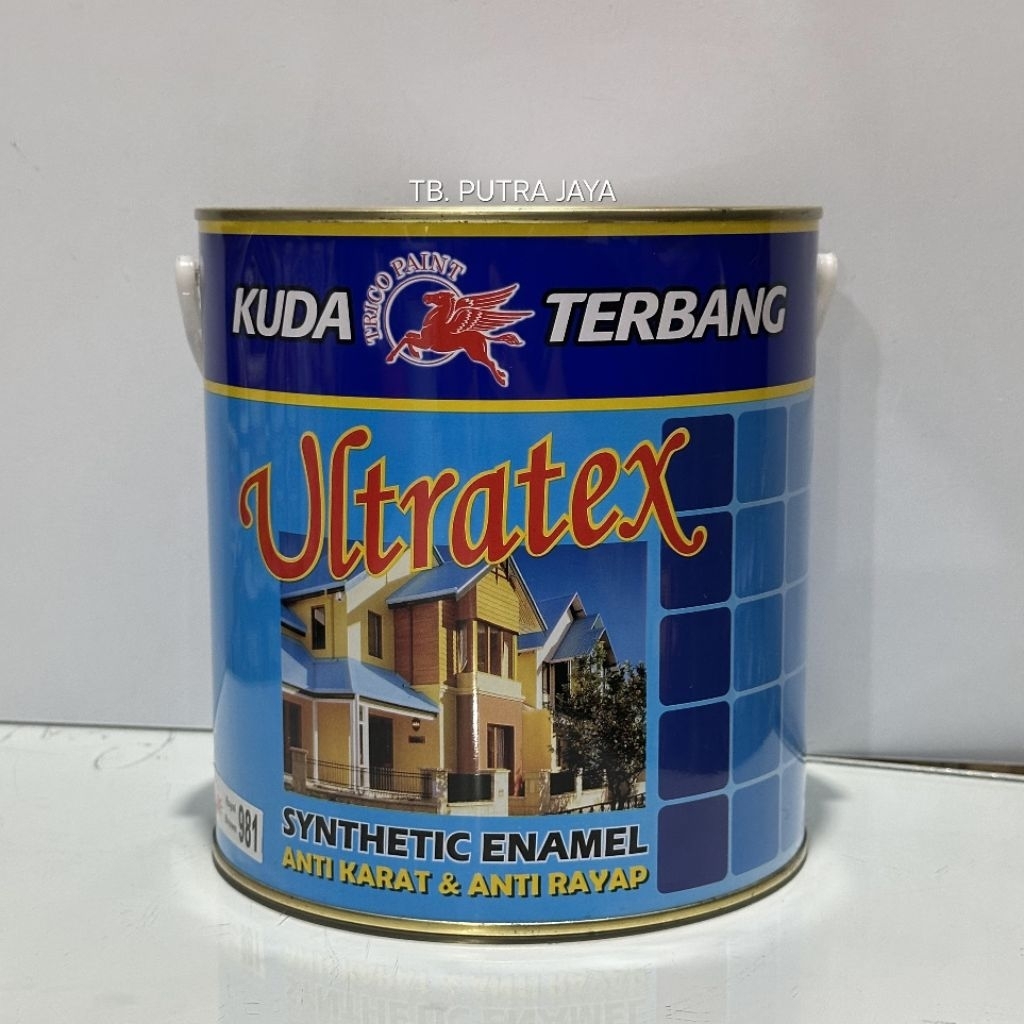 TB. PUTRA JAYA
TRICO PAINT
KUDA TERBANG
Ultratex
981
SYNTHETIC ENAMEL
ANTI KARAT & ANTI RAYAP